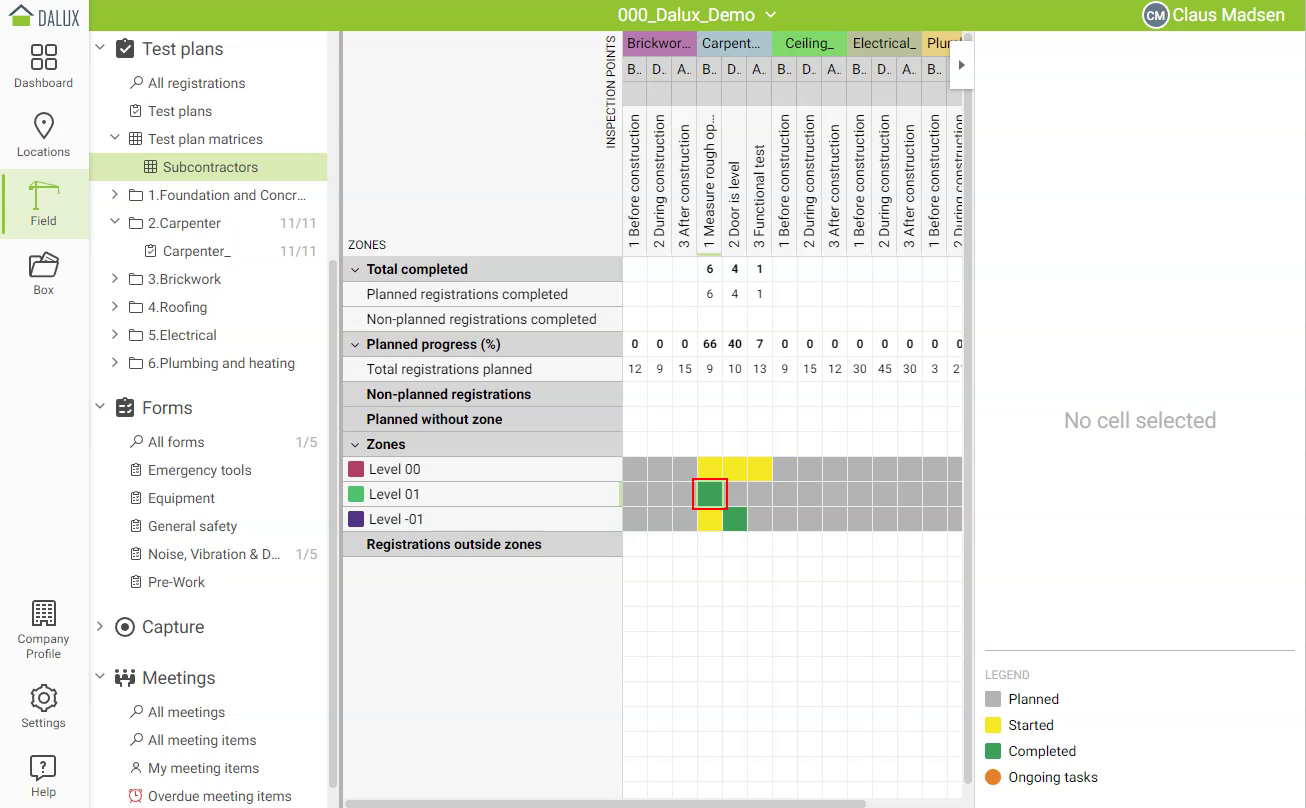 DALUX
000_Dalux_Demo
CM Claus Madsen
Dashboard
Locations
Field
Box
Company
Profile
Settings
Help
Test plans
All registrations
Test plans
Test plan matrices
Subcontractors
1.Foundation and Concr...
2.Carpenter 11/11
Carpenter_ 11/11
3.Brickwork
4.Roofing
5.Electrical
6.Plumbing and heating
Forms
All forms 1/5
Emergency tools
Equipment
General safety
Noise, Vibration & D... 1/5
Pre-Work
Capture
Meetings
All meetings
All meeting items
My meeting items
Overdue meeting items
INSPECTION POINTS
Brickwor... Carpent... Ceiling_ Electrical_
B.. D.. A.. B.. D.. A.. B.. D.. A.. B.. D.. A.. B..
1 Before construction
2 During construction
3 After construction
1 Measure rough op...
2 Door is level
3 Functional test
1 Before construction
2 During construction
3 After construction
1 Before construction
2 During construction
3 After construction
1 Before construction
2 During construction
ZONES
Total completed 6 4 1
Planned registrations completed 6 4 1
Non-planned registrations completed
Planned progress (%) 0 0 0 66 40 7 0 0 0 0 0 0 0 0
Total registrations planned 12 9 15 9 10 13 9 15 12 30 45 30 3
Non-planned registrations
Planned without zone
Zones
Level 00
Level 01
Level -01
Registrations outside zones
No cell selected
LEGEND
Planned
Started
Completed
Ongoing tasks